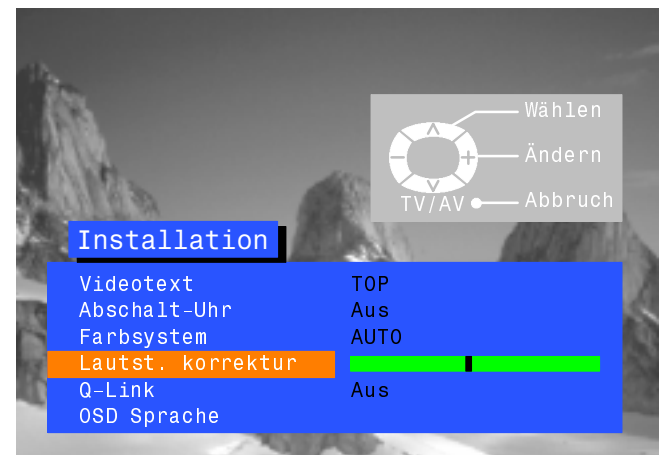 Wählen
Ändern
TV/AV Abbruch
Installation
Videotext TOP
Abschalt-Uhr Aus
Farbsystem AUTO
Lautst. korrektur
Q-Link Aus
OSD Sprache